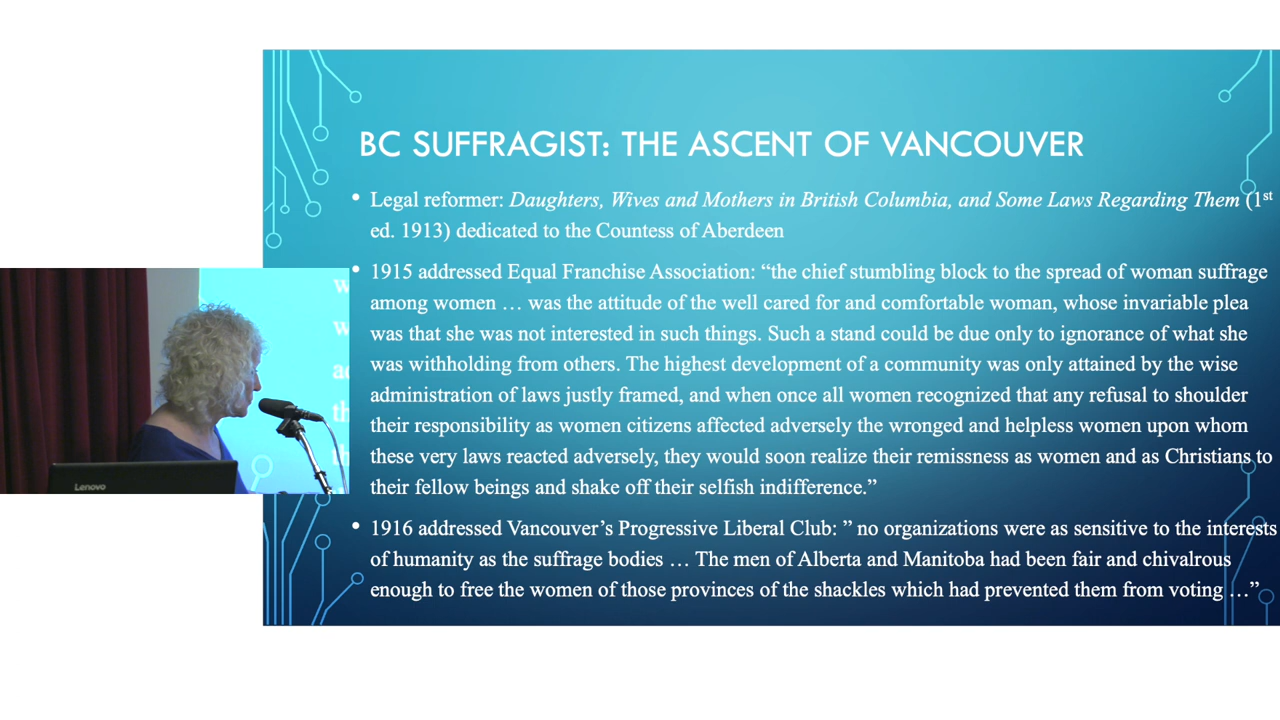 BC SUFFRAGIST: THE ASCENT OF VANCOUVER
• Legal reformer: Daughters, Wives and Mothers in British Columbia, and Some Laws Regarding Them (1st
ed. 1913) dedicated to the Countess of Aberdeen
• 1915 addressed Equal Franchise Association: “the chief stumbling block to the spread of woman suffrage
among women … was the attitude of the well cared for and comfortable woman, whose invariable plea
was that she was not interested in such things. Such a stand could be due only to ignorance of what she
was withholding from others. The highest development of a community was only attained by the wise
administration of laws justly framed, and when once all women recognized that any refusal to shoulder
their responsibility as women citizens affected adversely the wronged and helpless women upon whom
these very laws reacted adversely, they would soon realize their remissness as women and as Christians to
their fellow beings and shake off their selfish indifference.”
• 1916 addressed Vancouver’s Progressive Liberal Club: ” no organizations were as sensitive to the interests
of humanity as the suffrage bodies … The men of Alberta and Manitoba had been fair and chivalrous
enough to free the women of those provinces of the shackles which had prevented them from voting …”
Lenovo